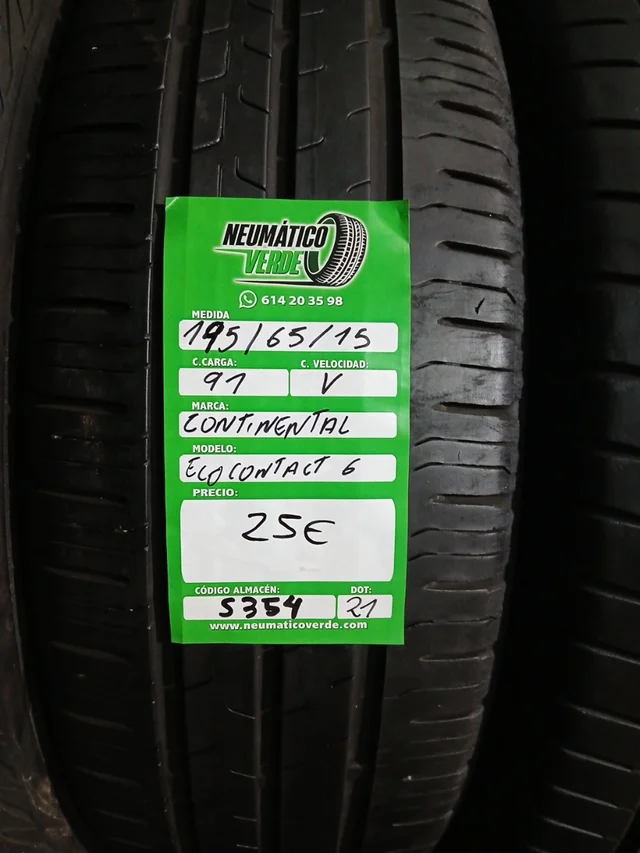 NEUMÁTICO
VERDE
614 20 35 98
MEDIDA
195/65/15
C.CARGA: C. VELOCIDAD:
91 V
MARCA:
CONTINENTAL
MODELO:
ECOCONTACT 6
PRECIO:
25€
CÓDIGO ALMACÉN: DOT:
S354 21
www.neumaticoverde.com